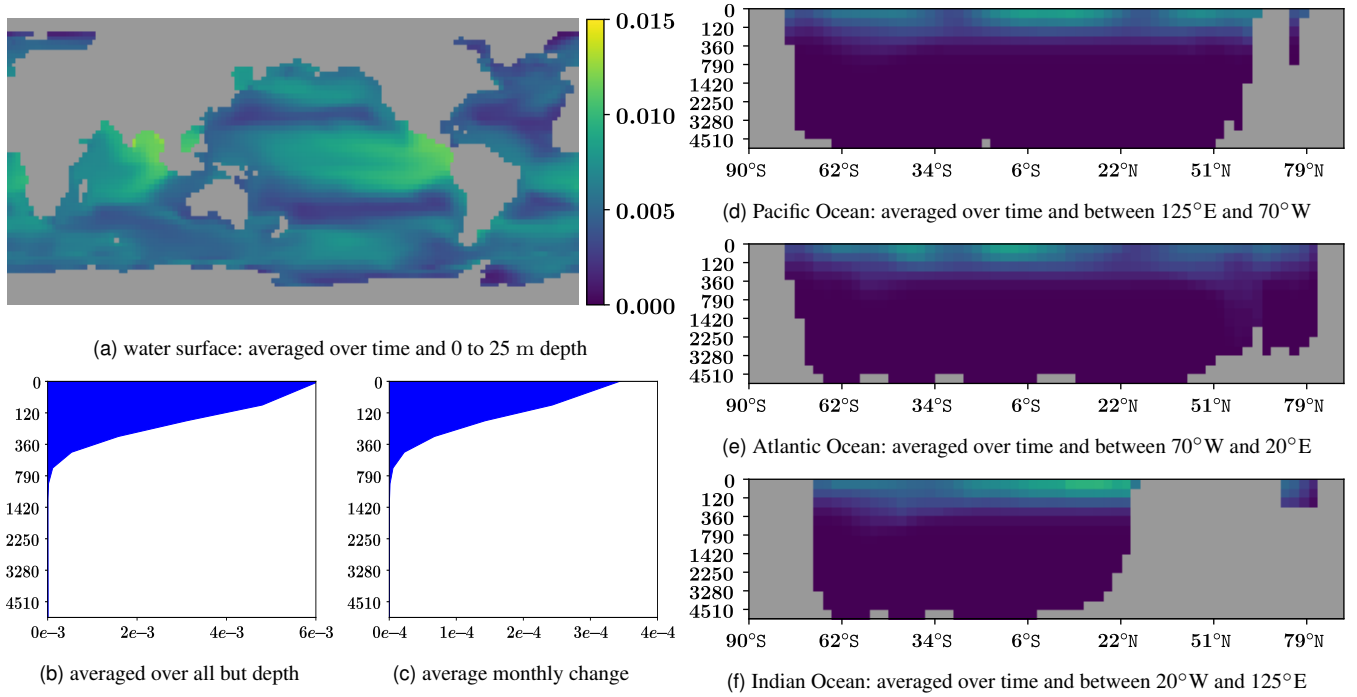 0.015
0.010
0.005
0.000
(a) water surface: averaged over time and 0 to 25 m depth
0
120
360
790
1420
2250
3280
4510
0e−3
2e−3
4e−3
6e−3
(b) averaged over all but depth
0
120
360
790
1420
2250
3280
4510
0e−4
1e−4
2e−4
3e−4
4e−4
(c) average monthly change
0
120
360
790
1420
2250
3280
4510
90°S
62°S
34°S
6°S
22°N
51°N
79°N
(d) Pacific Ocean: averaged over time and between 125°E and 70°W
0
120
360
790
1420
2250
3280
4510
90°S
62°S
34°S
6°S
22°N
51°N
79°N
(e) Atlantic Ocean: averaged over time and between 70°W and 20°E
0
120
360
790
1420
2250
3280
4510
90°S
62°S
34°S
6°S
22°N
51°N
79°N
(f) Indian Ocean: averaged over time and between 20°W and 125°E